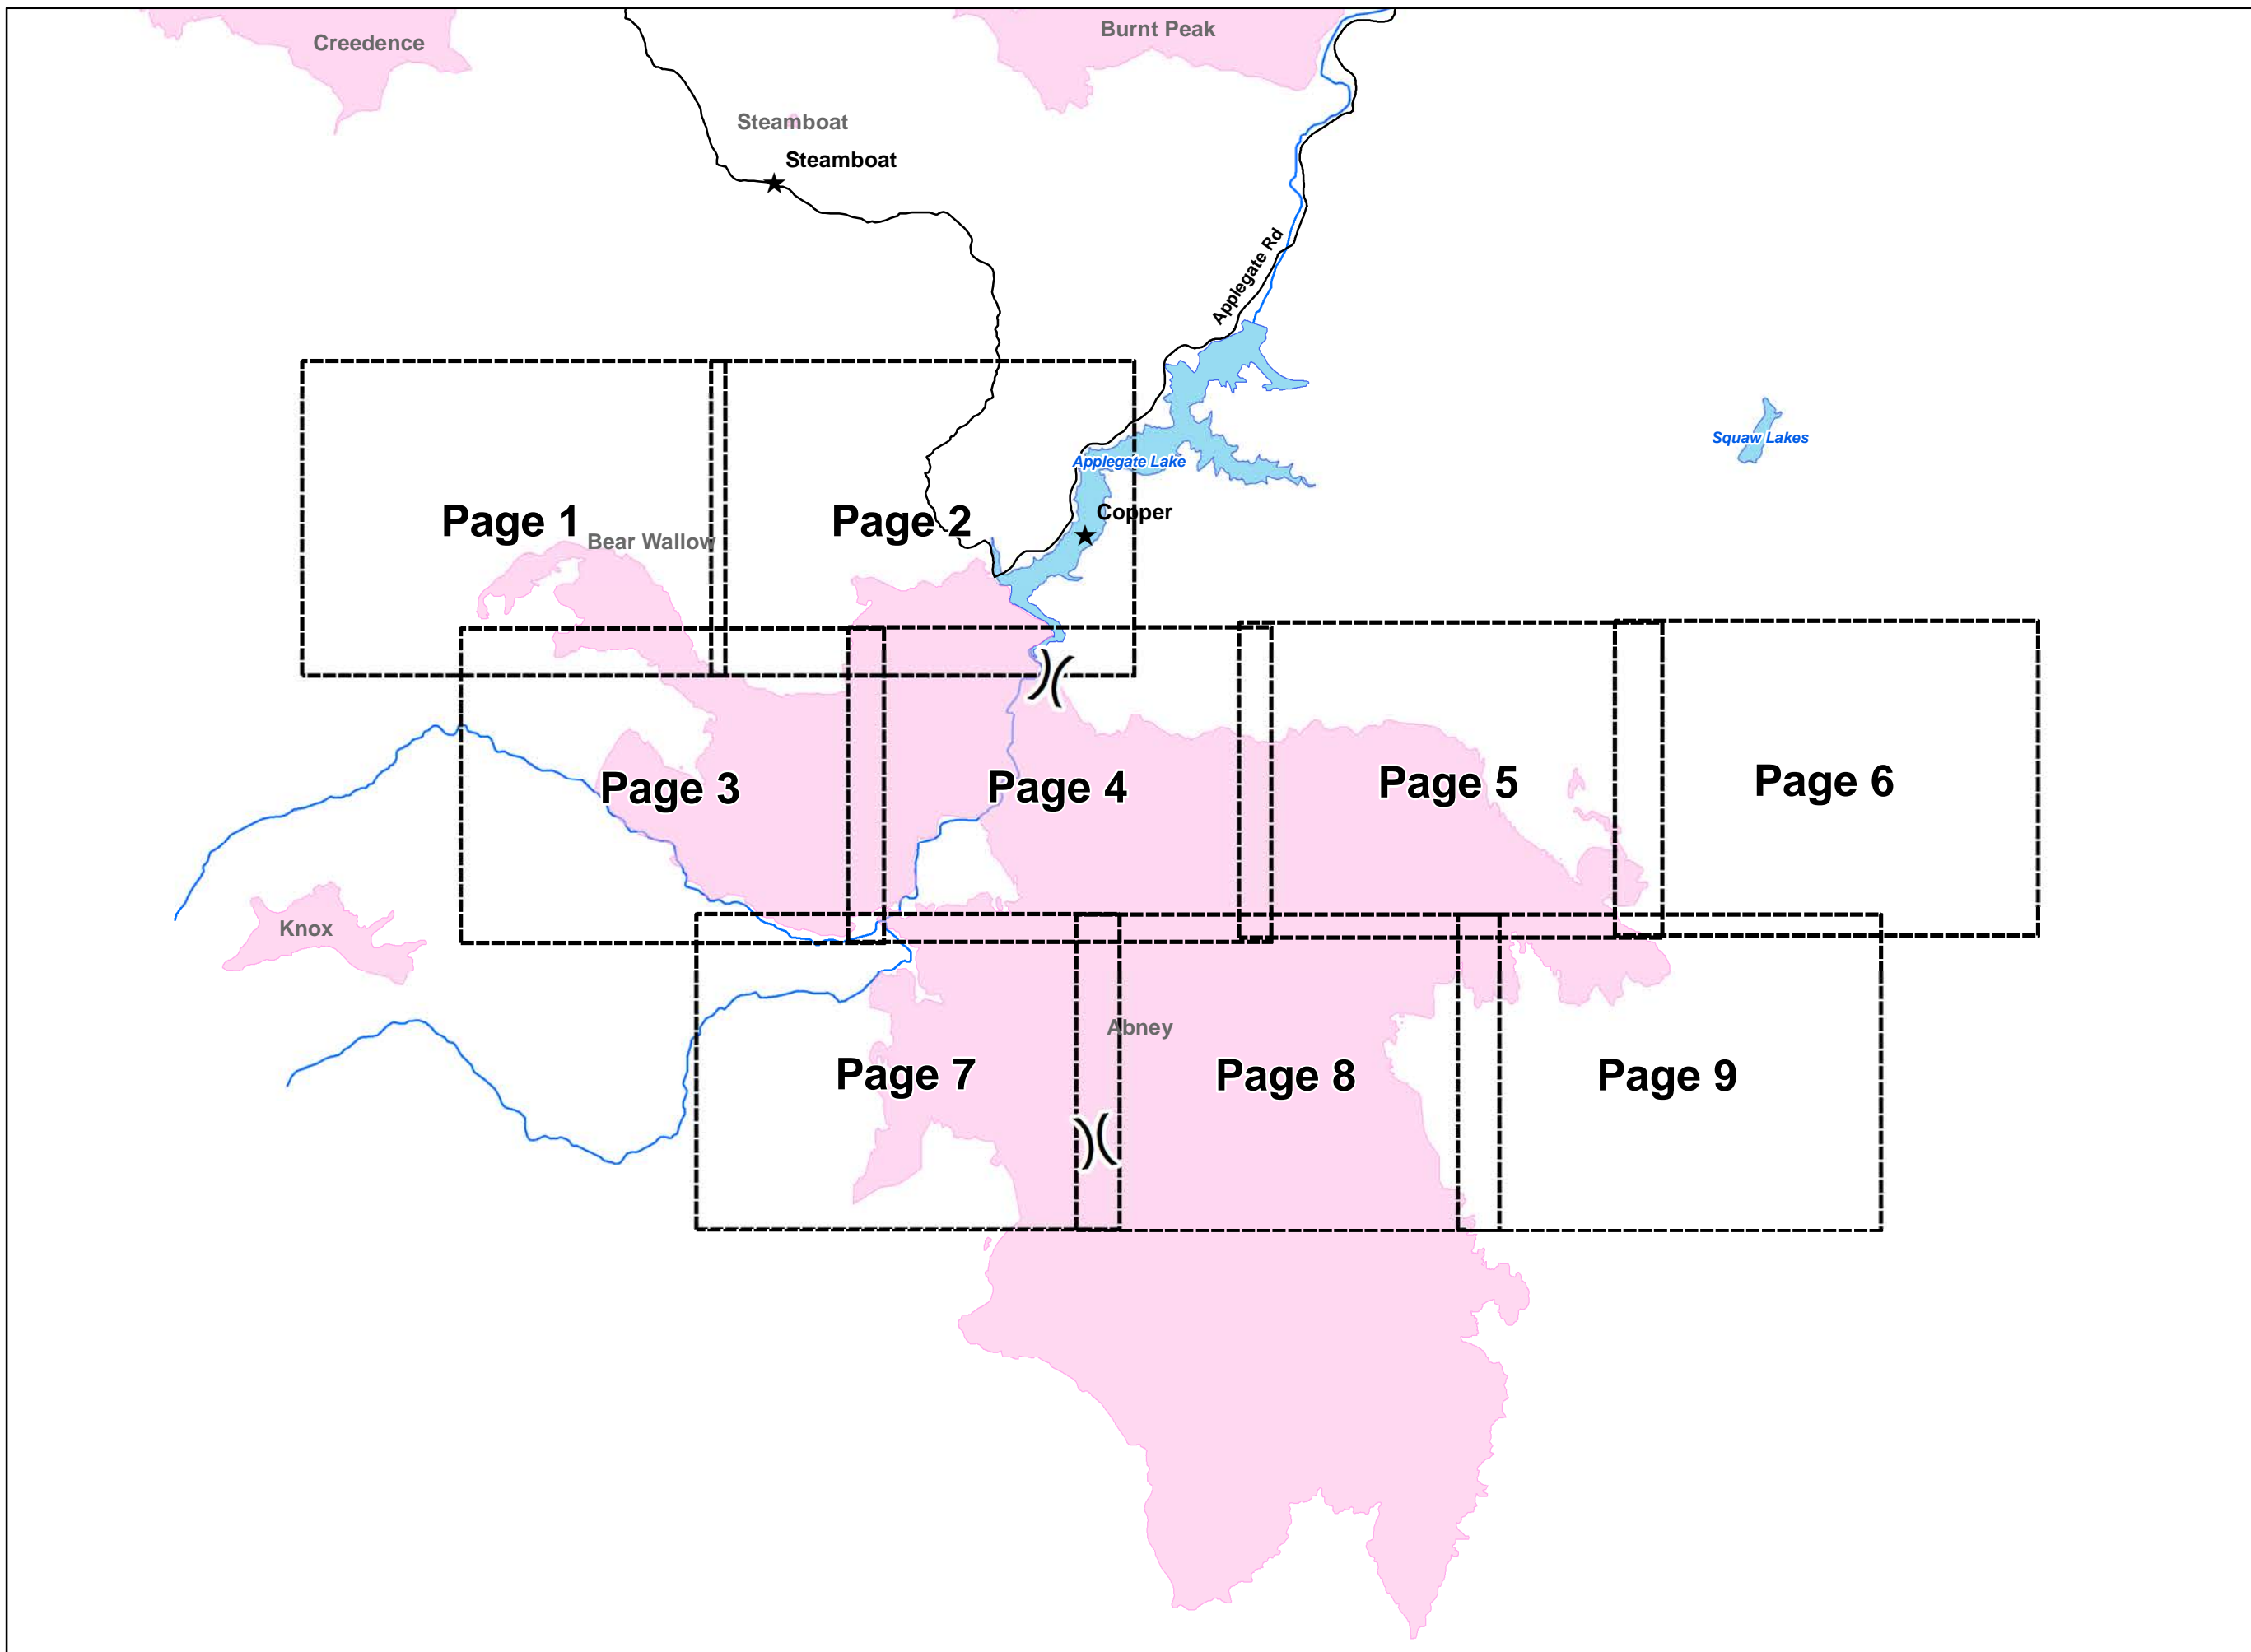 Burnt Peak
Creedence
Steamboat
Steamboat
Applegate Rd
Squaw Lakes
Applegate Lake
Copper
Page 1
Page 2
Bear Wallow
Page 3
Page 4
Page 5
Page 6
Knox
Abney
Page 7
Page 8
Page 9